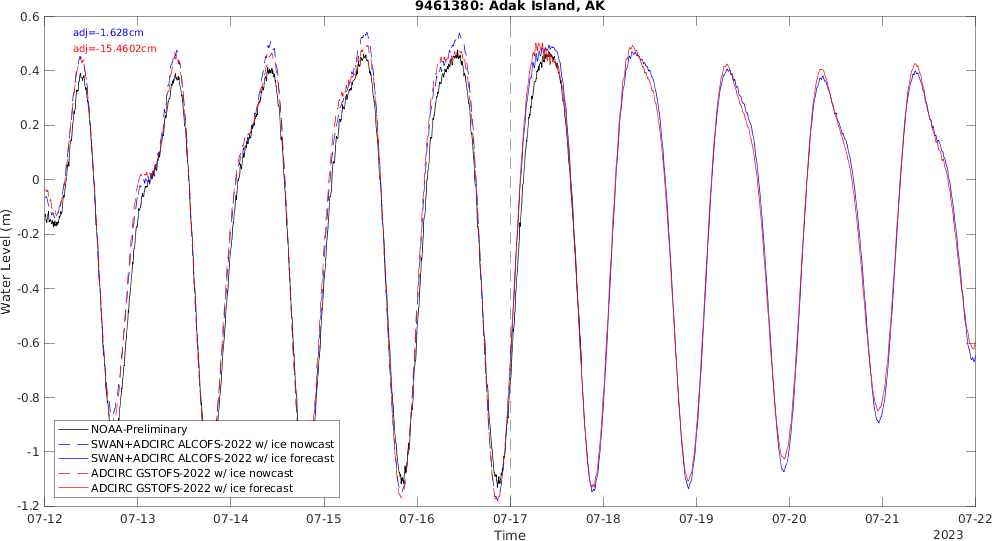 9461380: Adak Island, AK
adj=-1.628cm
adj=-15.4602cm
0.6
0.4
0.2
0
-0.2
-0.4
-0.6
-0.8
-1
-1.2
Water Level (m)
NOAA-Preliminary
SWAN+ADCIRC ALCOFS-2022 w/ ice nowcast
SWAN+ADCIRC ALCOFS-2022 w/ ice forecast
ADCIRC GSTOFS-2022 w/ ice nowcast
ADCIRC GSTOFS-2022 w/ ice forecast
07-12 07-13 07-14 07-15 07-16 07-17 07-18 07-19 07-20 07-21 07-22
Time
2023